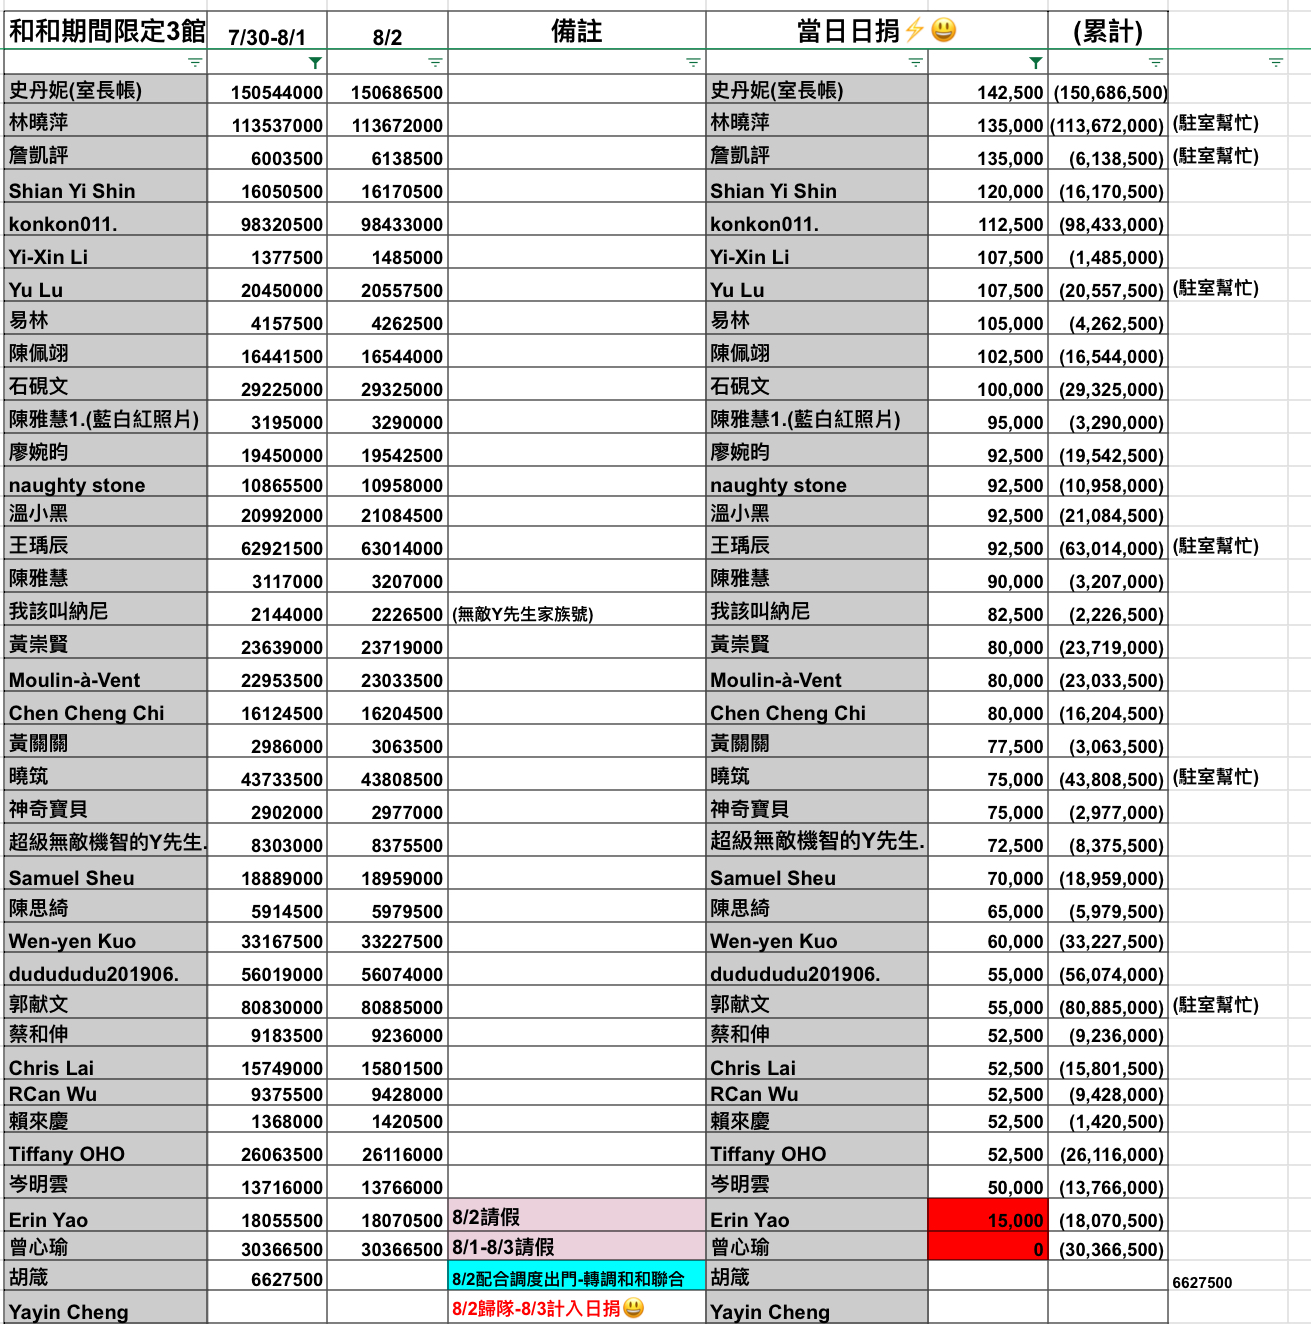 和和期間限定3館 7/30-8/1 8/2 備註 當日日捐⚡😃 (累計)
史丹妮(室長帳) 150544000 150686500 史丹妮(室長帳) 142,500 (150,686,500)
林曉萍 113537000 113672000 林曉萍 135,000 (113,672,000) (駐室幫忙)
詹凱評 6003500 6138500 詹凱評 135,000 (6,138,500) (駐室幫忙)
Shian Yi Shin 16050500 16170500 Shian Yi Shin 120,000 (16,170,500)
konkon011. 98320500 98433000 konkon011. 112,500 (98,433,000)
Yi-Xin Li 1377500 1485000 Yi-Xin Li 107,500 (1,485,000)
Yu Lu 20450000 20557500 Yu Lu 107,500 (20,557,500) (駐室幫忙)
易林 4157500 4262500 易林 105,000 (4,262,500)
陳佩翊 16441500 16544000 陳佩翊 102,500 (16,544,000)
石硯文 29225000 29325000 石硯文 100,000 (29,325,000)
陳雅慧1.(藍白紅照片) 3195000 3290000 陳雅慧1.(藍白紅照片) 95,000 (3,290,000)
廖婉昀 19450000 19542500 廖婉昀 92,500 (19,542,500)
naughty stone 10865500 10958000 naughty stone 92,500 (10,958,000)
溫小黑 20992000 21084500 溫小黑 92,500 (21,084,500)
王瑀辰 62921500 63014000 王瑀辰 92,500 (63,014,000) (駐室幫忙)
陳雅慧 3117000 3207000 陳雅慧 90,000 (3,207,000)
我該叫納尼 2144000 2226500 (無敵Y先生家族號) 我該叫納尼 82,500 (2,226,500)
黃崇賢 23639000 23719000 黃崇賢 80,000 (23,719,000)
Moulin-à-Vent 22953500 23033500 Moulin-à-Vent 80,000 (23,033,500)
Chen Cheng Chi 16124500 16204500 Chen Cheng Chi 80,000 (16,204,500)
黃關關 2986000 3063500 黃關關 77,500 (3,063,500)
曉筑 43733500 43808500 曉筑 75,000 (43,808,500) (駐室幫忙)
神奇寶貝 2902000 2977000 神奇寶貝 75,000 (2,977,000)
超級無敵機智的Y先生. 8303000 8375500 超級無敵機智的Y先生. 72,500 (8,375,500)
Samuel Sheu 18889000 18959000 Samuel Sheu 70,000 (18,959,000)
陳思綺 5914500 5979500 陳思綺 65,000 (5,979,500)
Wen-yen Kuo 33167500 33227500 Wen-yen Kuo 60,000 (33,227,500)
dudududu201906. 56019000 56074000 dudududu201906. 55,000 (56,074,000)
郭献文 80830000 80885000 郭献文 55,000 (80,885,000) (駐室幫忙)
蔡和伸 9183500 9236000 蔡和伸 52,500 (9,236,000)
Chris Lai 15749000 15801500 Chris Lai 52,500 (15,801,500)
RCan Wu 9375500 9428000 RCan Wu 52,500 (9,428,000)
賴來慶 1368000 1420500 賴來慶 52,500 (1,420,500)
Tiffany OHO 26063500 26116000 Tiffany OHO 52,500 (26,116,000)
岑明雲 13716000 13766000 岑明雲 50,000 (13,766,000)
Erin Yao 18055500 18070500 8/2請假 Erin Yao 15,000 (18,070,500)
曾心瑜 30366500 30366500 8/1-8/3請假 曾心瑜 0 (30,366,500)
胡箴 6627500 8/2配合調度出門-轉調和和聯合 胡箴 6627500
Yayin Cheng 8/2歸隊-8/3計入日捐😃 Yayin Cheng